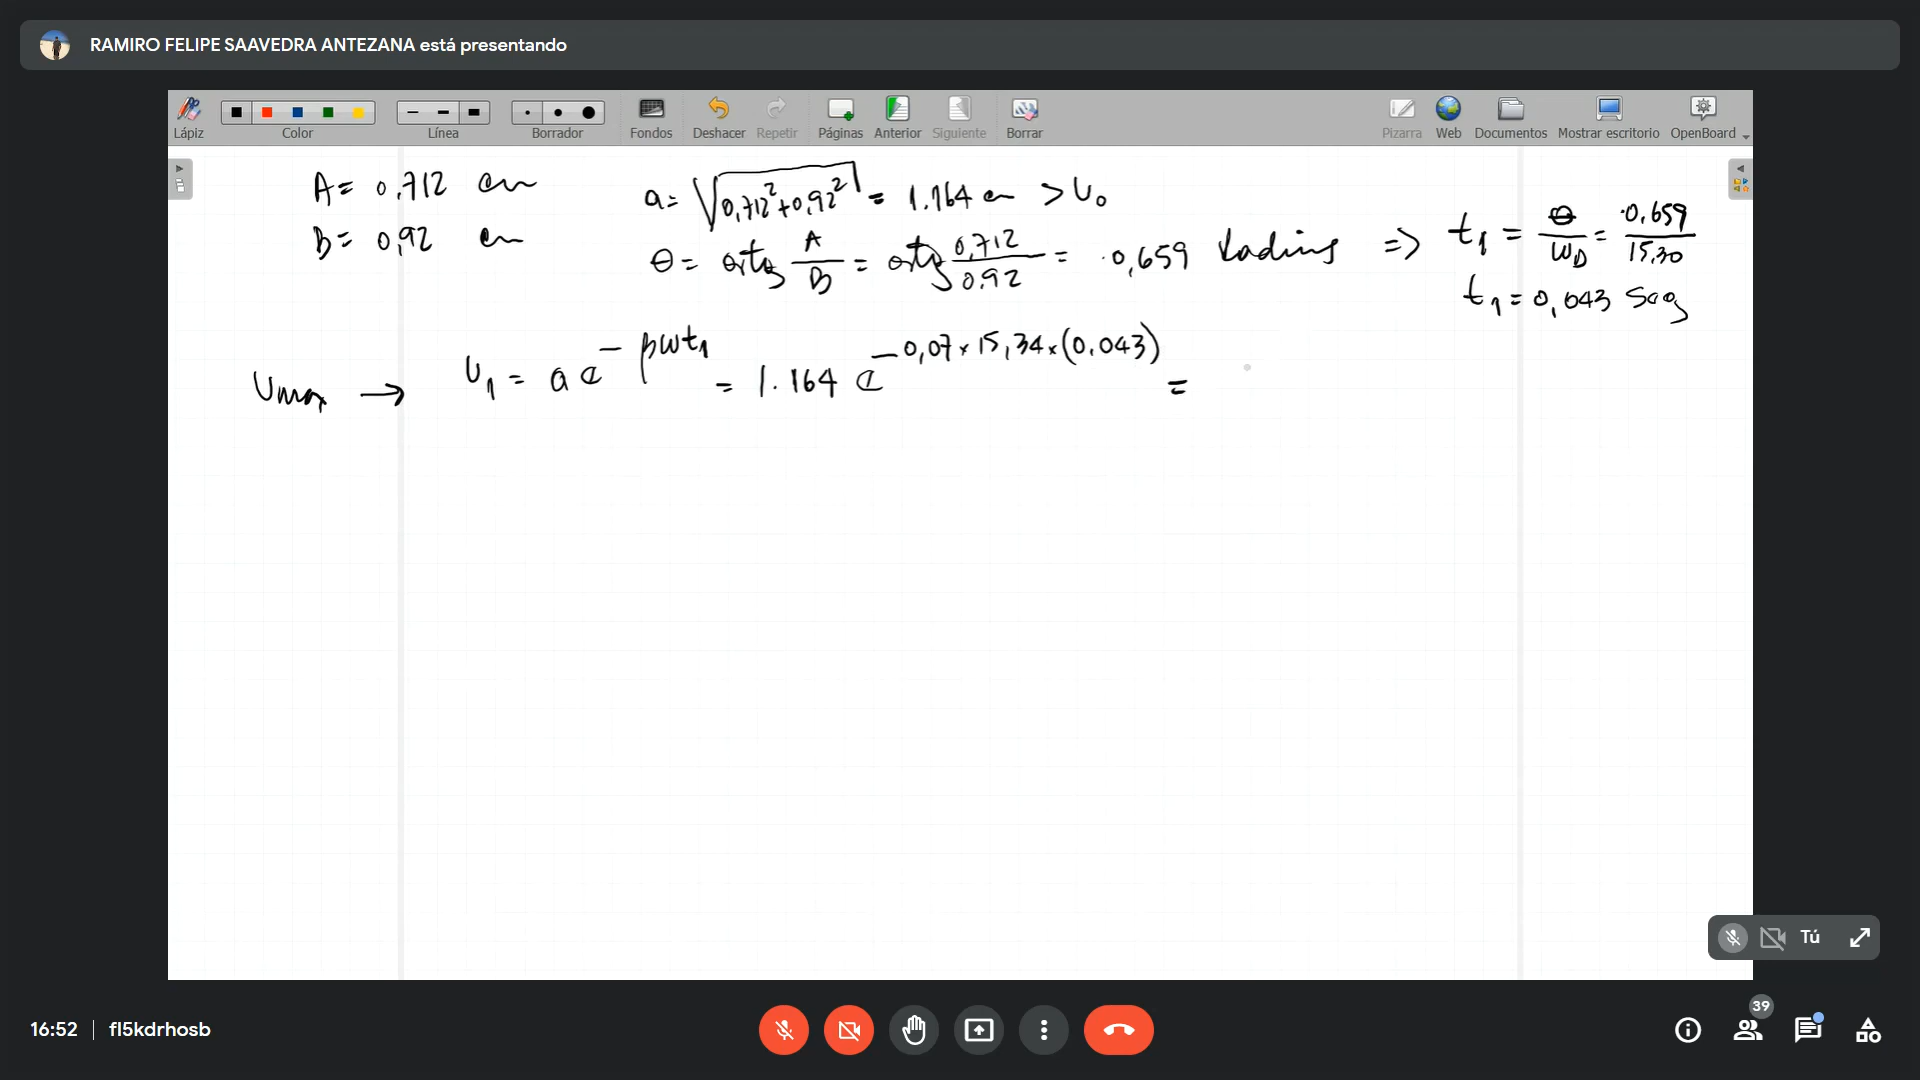 RAMIRO FELIPE SAAVEDRA ANTEZANA está presentando
Lápiz Color Línea Borrador Fondos Deshacer Repetir Páginas Anterior Siguiente Borrar Pizarra Web Documentos Mostrar escritorio OpenBoard
A = 0,712 cm
B = 0,92 cm
a = √(0,712² + 0,92²) = 1.164 cm > U₀
θ = artg A/B = artg 0,712/0.92 = 0,659 Radins => t₁ = θ/ω_D = 0,659/15,30
t₁ = 0,043 Seg
Umax → U₁ = a e^(-βωt₁) = 1.164 e^(-0,07×15,34×(0.043)) =
Tú
16:52 | fl5kdrhosb
39